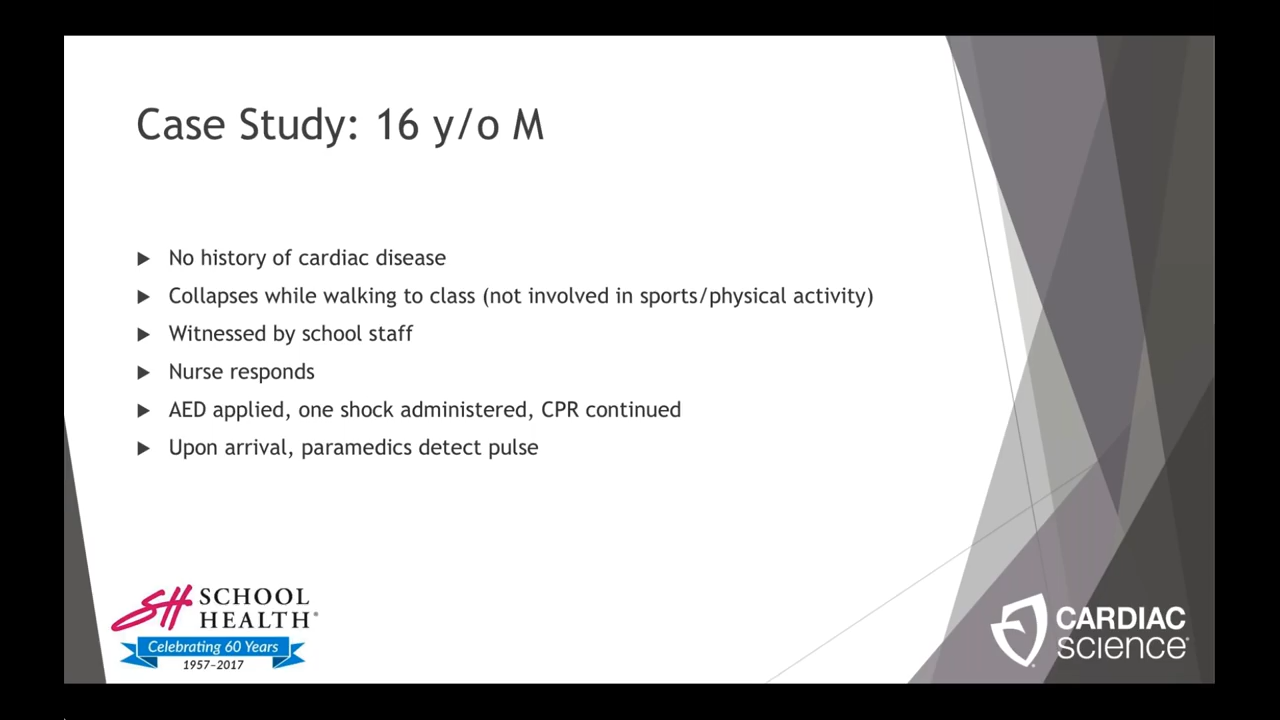 Case Study: 16 y/o M
No history of cardiac disease
Collapses while walking to class (not involved in sports/physical activity)
Witnessed by school staff
Nurse responds
AED applied, one shock administered, CPR continued
Upon arrival, paramedics detect pulse
SH SCHOOL
HEALTH®
Celebrating 60 Years
1957–2017
CARDIAC
science®